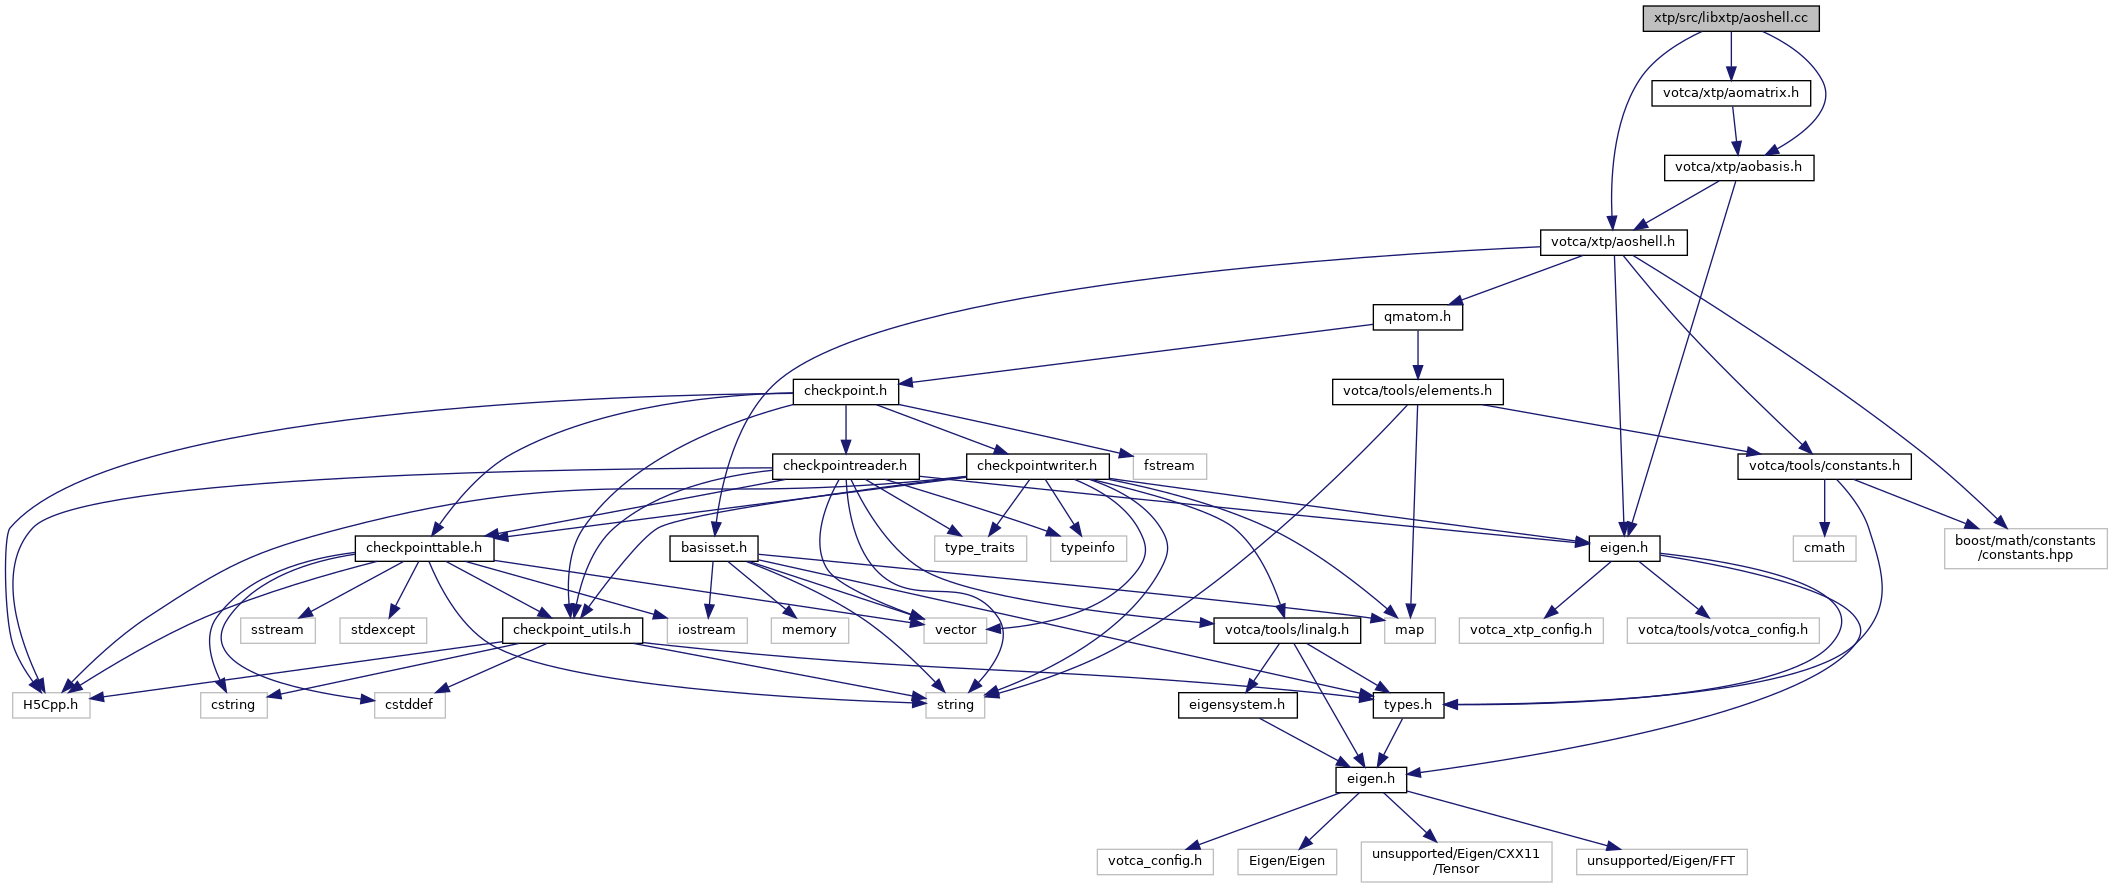 xtp/src/libxtp/aoshell.cc
votca/xtp/aomatrix.h
votca/xtp/aobasis.h
votca/xtp/aoshell.h
qmatom.h
checkpoint.h
votca/tools/elements.h
checkpointreader.h
checkpointwriter.h
fstream
votca/tools/constants.h
checkpointtable.h
basisset.h
type_traits
typeinfo
eigen.h
cmath
boost/math/constants
/constants.hpp
sstream
stdexcept
checkpoint_utils.h
iostream
memory
vector
votca/tools/linalg.h
map
votca_xtp_config.h
votca/tools/votca_config.h
H5Cpp.h
cstring
cstddef
string
eigensystem.h
types.h
eigen.h
votca_config.h
Eigen/Eigen
unsupported/Eigen/CXX11
/Tensor
unsupported/Eigen/FFT